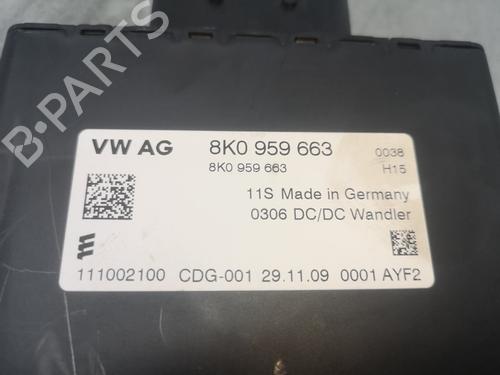 B-PARTS
VW AG 8K0 959 663 0038
8K0 959 663 H15
11S Made in Germany
0306 DC/DC Wandler
111002100 CDG-001 29.11.09 0001 AYF2